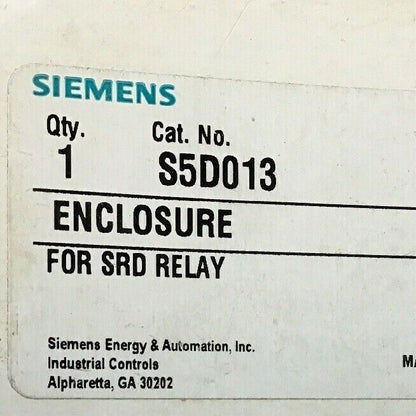 SIEMENS
Qty. Cat. No.
1 S5D013
ENCLOSURE
FOR SRD RELAY
Siemens Energy & Automation, Inc.
Industrial Controls
Alpharetta, GA 30202
MA